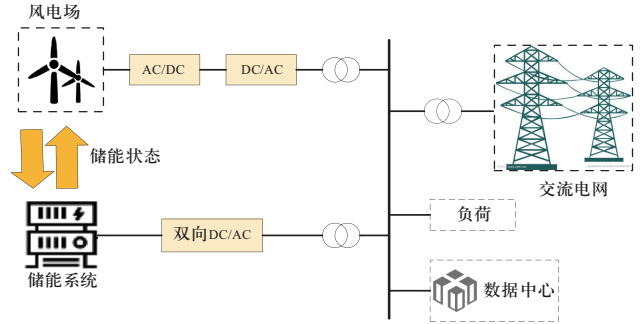 风电场
AC/DC
DC/AC
储能状态
交流电网
双向DC/AC
负荷
储能系统
数据中心